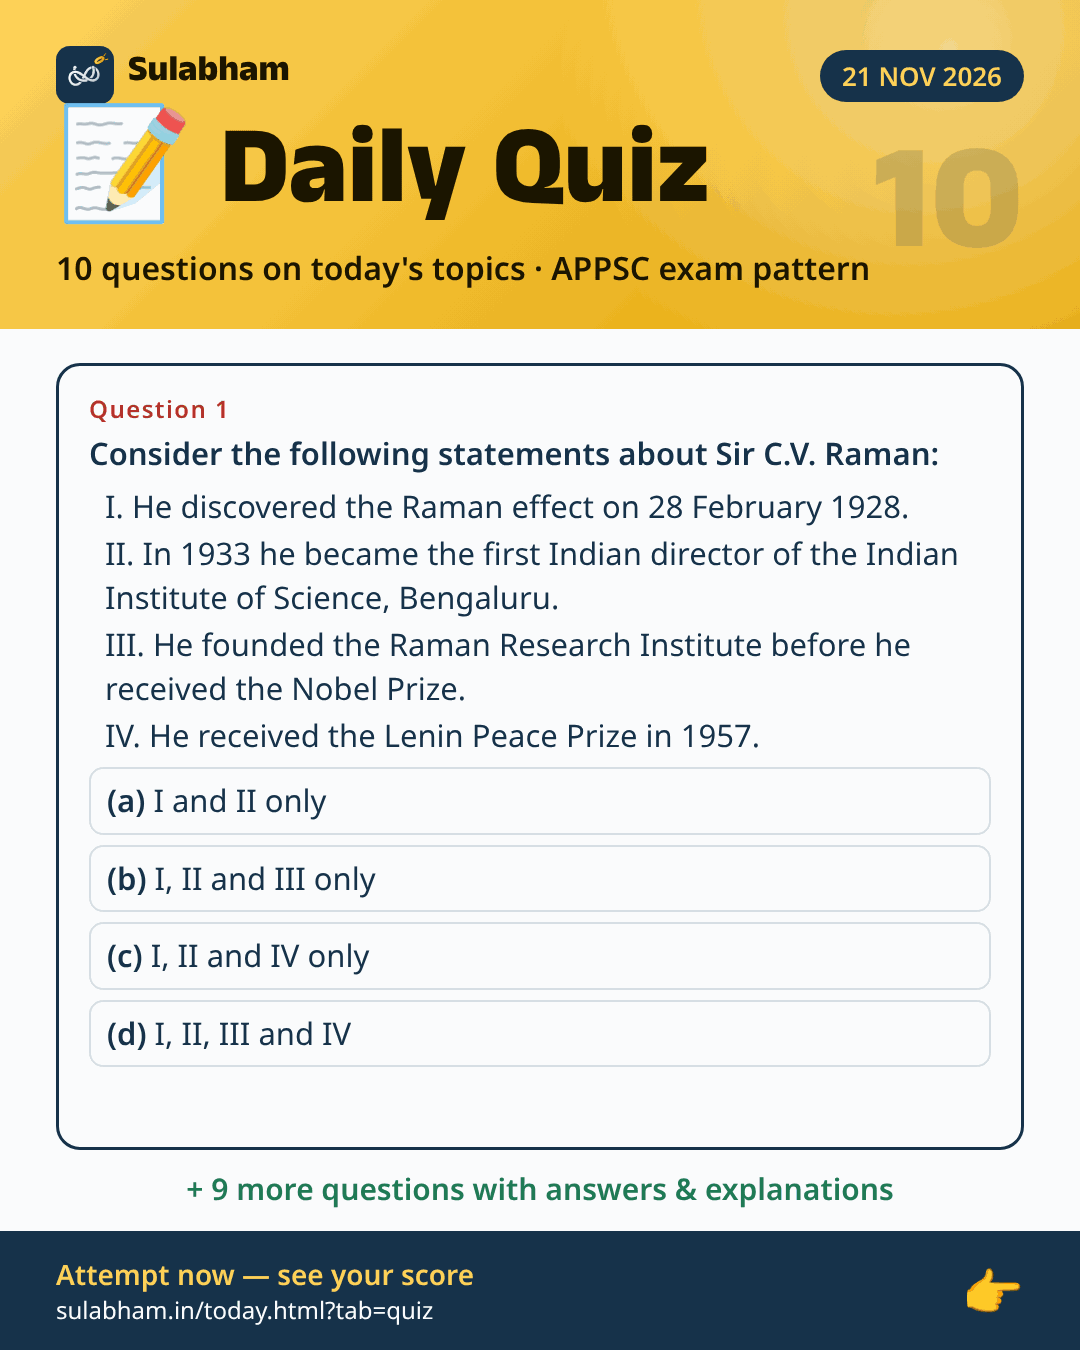 Sulabham
21 NOV 2026
Daily Quiz
10
10 questions on today's topics · APPSC exam pattern
Question 1
Consider the following statements about Sir C.V. Raman:
I. He discovered the Raman effect on 28 February 1928.
II. In 1933 he became the first Indian director of the Indian
Institute of Science, Bengaluru.
III. He founded the Raman Research Institute before he
received the Nobel Prize.
IV. He received the Lenin Peace Prize in 1957.
(a) I and II only
(b) I, II and III only
(c) I, II and IV only
(d) I, II, III and IV
+ 9 more questions with answers & explanations
Attempt now — see your score
sulabham.in/today.html?tab=quiz